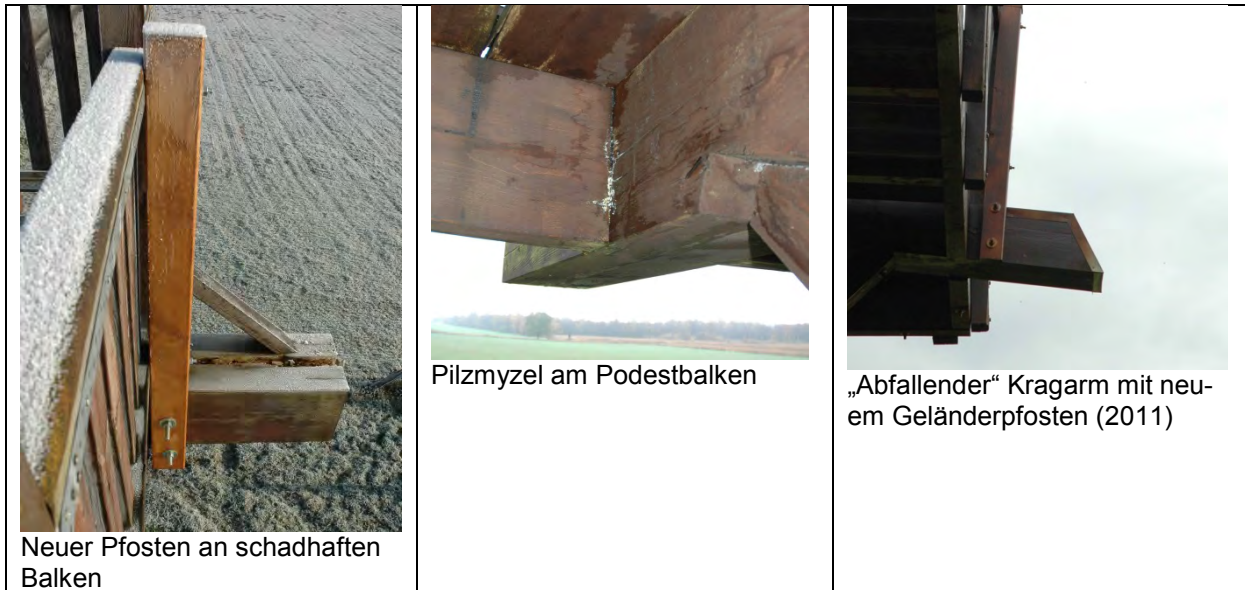 Neuer Pfosten an schadhaften
Balken
Pilzmyzel am Podestbalken
„Abfallender“ Kragarm mit neu-
em Geländerpfosten (2011)